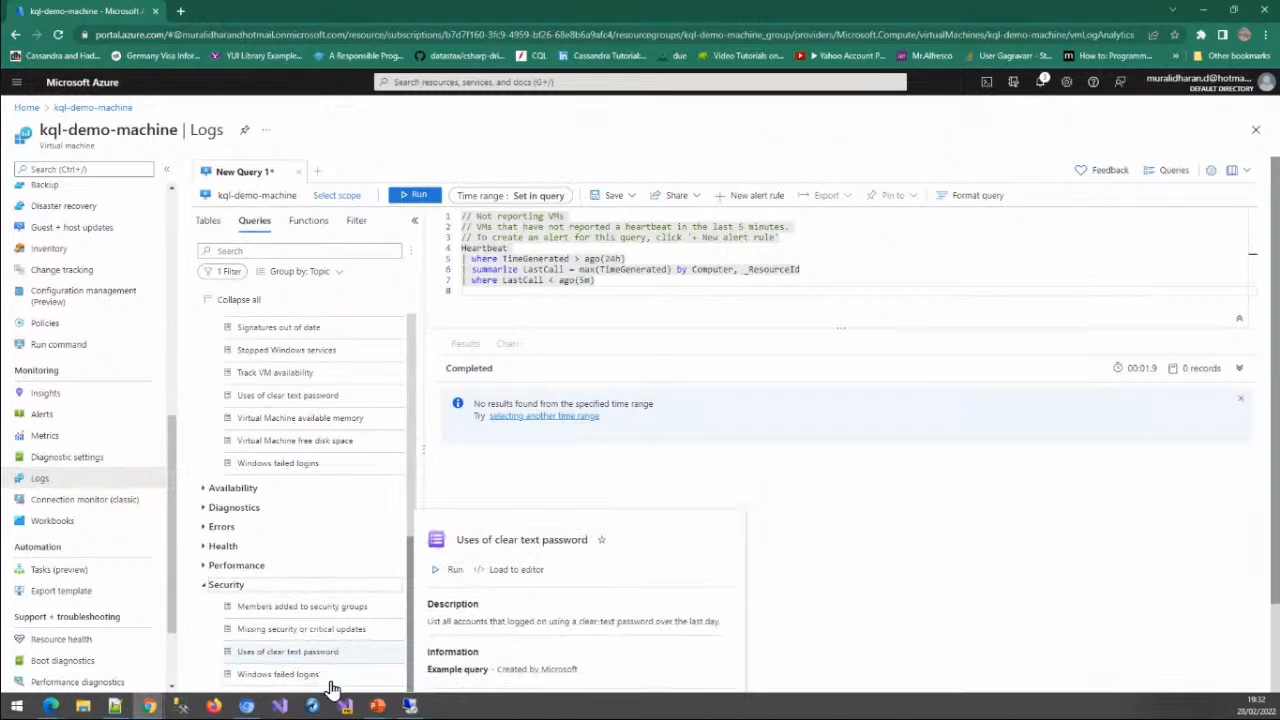 kql-demo-machine - Microsoft A
portal.azure.com/#@muralidharandhotmail.onmicrosoft.com/resource/subscriptions/b7d7f160-3fc9-4959-bf26-68e8b6a9afc4/resourcegroups/kql-demo-machine_group/providers/Microsoft.Compute/virtualMachines/kql-demo-machine/vmLogAnalytics
Cassandra and Had...
Germany Visa Infor...
YUI Library Example...
A Responsible Prog...
datastax/csharp-dri...
CQL
Cassandra Tutorial:...
due
Video Tutorials on...
Yahoo Account P...
MrAlfresco
User Gagravarr - St...
How to: Programm...
»
Other bookmarks
Microsoft Azure
Search resources, services, and docs (G+/)
1
muralidharan.d@hotma...
DEFAULT DIRECTORY
Home > kql-demo-machine
kql-demo-machine | Logs
...
Virtual machine
Search (Ctrl+/)
«
Backup
Disaster recovery
Guest + host updates
Inventory
Change tracking
Configuration management
(Preview)
Policies
Run command
Monitoring
Insights
Alerts
Metrics
Diagnostic settings
Logs
Connection monitor (classic)
Workbooks
Automation
Tasks (preview)
Export template
Support + troubleshooting
Resource health
Boot diagnostics
Performance diagnostics
New Query 1*
Feedback
Queries
kql-demo-machine
Select scope
Run
Time range : Set in query
Save
Share
New alert rule
Export
Pin to
Format query
Tables
Queries
Functions
Filter
«
Search
1 Filter
Group by: Topic
Collapse all
Signatures out of date
Stopped Windows services
Track VM availability
Uses of clear text password
Virtual Machine available memory
Virtual Machine free disk space
Windows failed logins
Availability
Diagnostics
Errors
Health
Performance
Security
Members added to security groups
Missing security or critical updates
Uses of clear text password
Windows failed logins
1 // Not reporting VMs
2 // VMs that have not reported a heartbeat in the last 5 minutes.
3 // To create an alert for this query, click '+ New alert rule'
4 Heartbeat
5 | where TimeGenerated > ago(24h)
6 | summarize LastCall = max(TimeGenerated) by Computer, _ResourceId
7 | where LastCall < ago(5m)
8
Results
Chart
Completed
00:01.9
0 records
No results found from the specified time range
Try selecting another time range
Uses of clear text password
Run
Load to editor
Description
List all accounts that logged on using a clear-text password over the last day.
Information
Example query - Created by Microsoft
19:32
28/02/2022